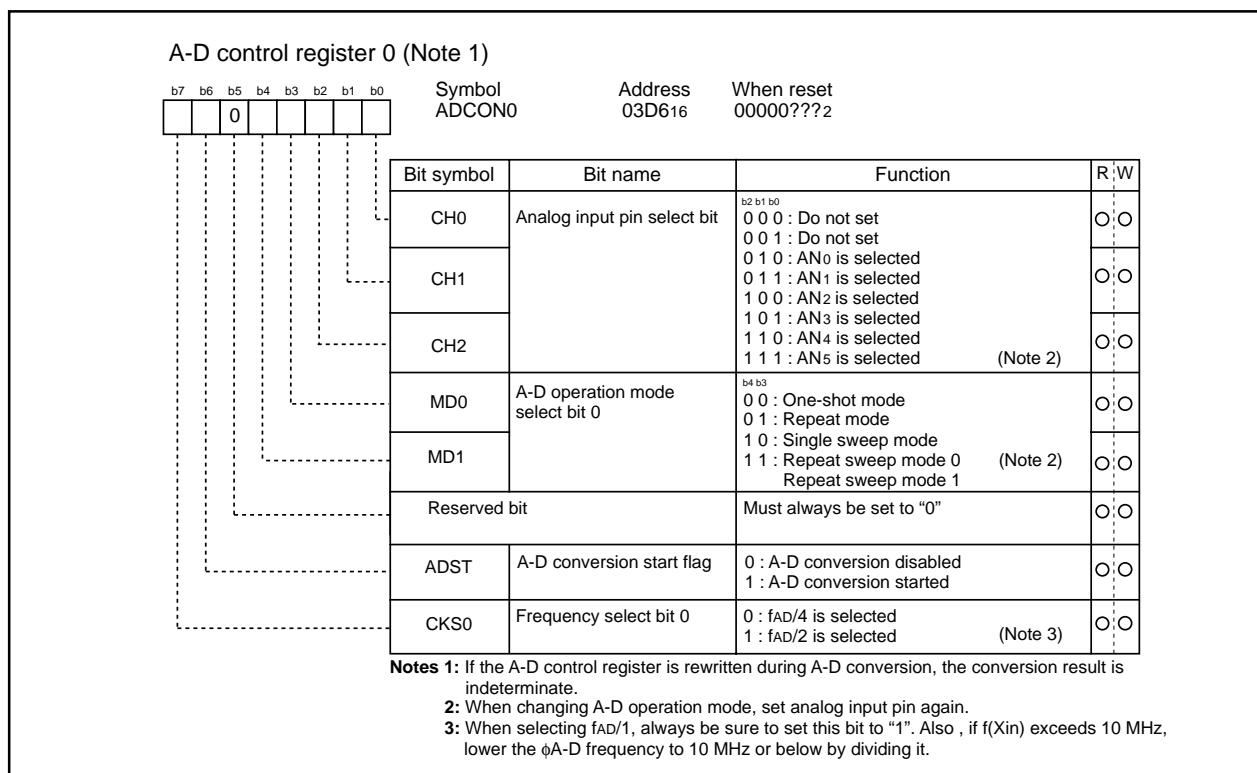 A-D control register 0 (Note 1)
b7 b6 b5 b4 b3 b2 b1 b0
0
Symbol Address When reset
ADCON0 03D616 00000???2
Bit symbol Bit name Function R W
CH0 Analog input pin select bit
b2 b1 b0
0 0 0 : Do not set
0 0 1 : Do not set
0 1 0 : AN0 is selected
0 1 1 : AN1 is selected
1 0 0 : AN2 is selected
1 0 1 : AN3 is selected
1 1 0 : AN4 is selected
1 1 1 : AN5 is selected (Note 2)
CH1
CH2
MD0 A-D operation mode
select bit 0
b4 b3
0 0 : One-shot mode
0 1 : Repeat mode
1 0 : Single sweep mode
1 1 : Repeat sweep mode 0 (Note 2)
Repeat sweep mode 1
MD1
Reserved bit Must always be set to “0”
ADST A-D conversion start flag 0 : A-D conversion disabled
1 : A-D conversion started
CKS0 Frequency select bit 0 0 : fAD/4 is selected
1 : fAD/2 is selected (Note 3)
Notes 1: If the A-D control register is rewritten during A-D conversion, the conversion result is
indeterminate.
2: When changing A-D operation mode, set analog input pin again.
3: When selecting fAD/1, always be sure to set this bit to “1”. Also , if f(Xin) exceeds 10 MHz,
lower the ϕA-D frequency to 10 MHz or below by dividing it.